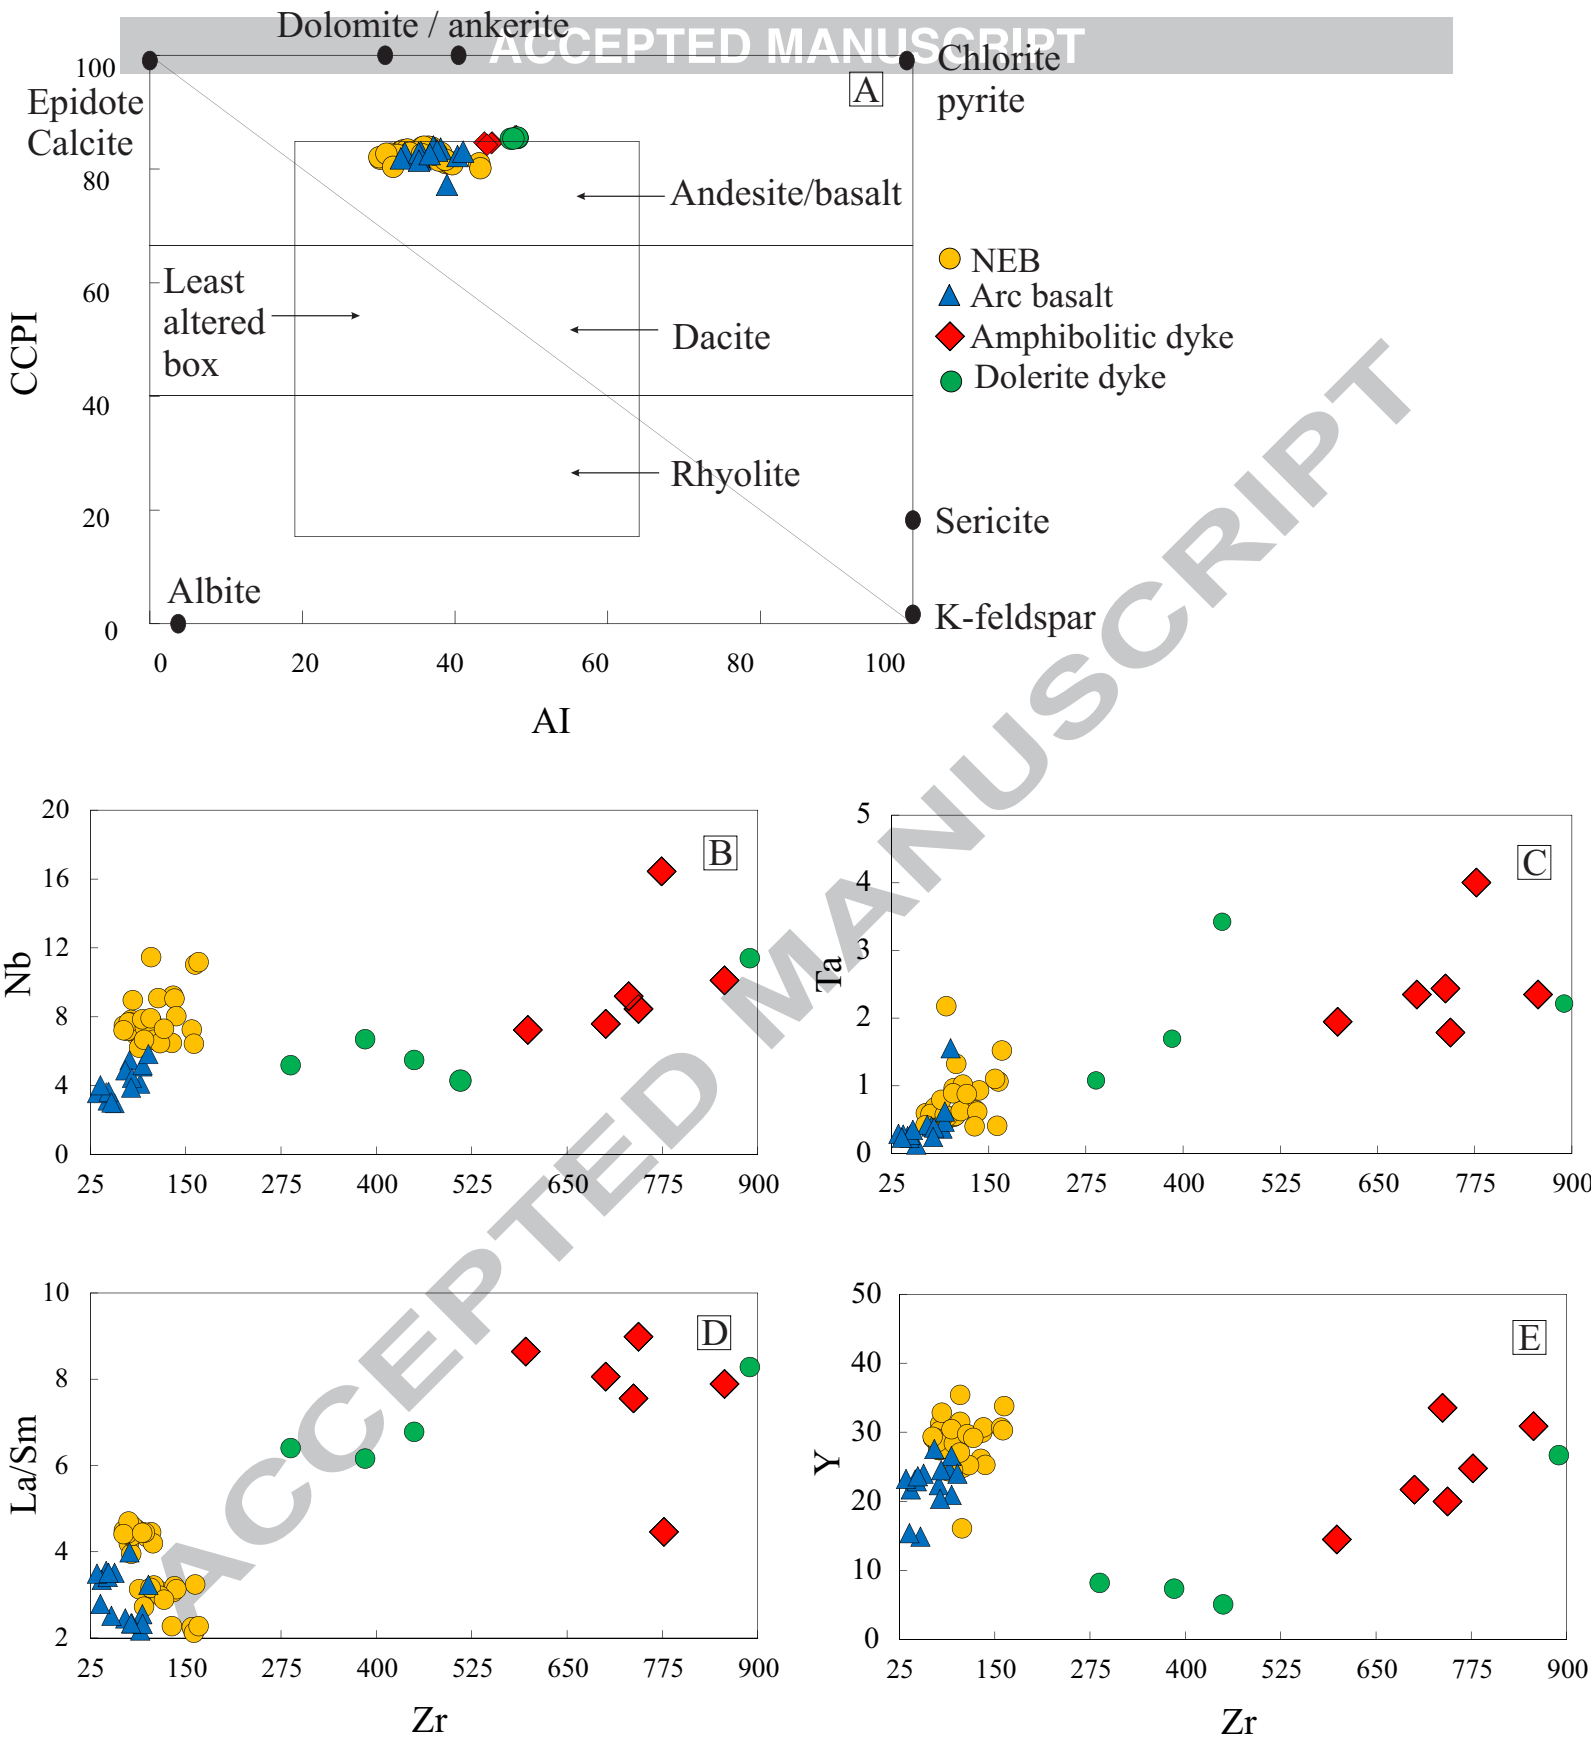 ACCEPTED MANUSCRIPT
Dolomite / ankerite
100
Epidote
Calcite
Chlorite
pyrite
A
80
Andesite/basalt
60
Least
altered
box
Dacite
CCPI
40
Rhyolite
20
Sericite
Albite
K-feldspar
0
0 20 40 60 80 100
AI
NEB
Arc basalt
Amphibolitic dyke
Dolerite dyke
ACCEPTED MANUSCRIPT
20
16
12
8
4
0
Nb
B
25 150 275 400 525 650 775 900
5
4
3
2
1
0
Ta
C
25 150 275 400 525 650 775 900
10
8
6
4
2
La/Sm
D
25 150 275 400 525 650 775 900
Zr
50
40
30
20
10
0
Y
E
25 150 275 400 525 650 775 900
Zr